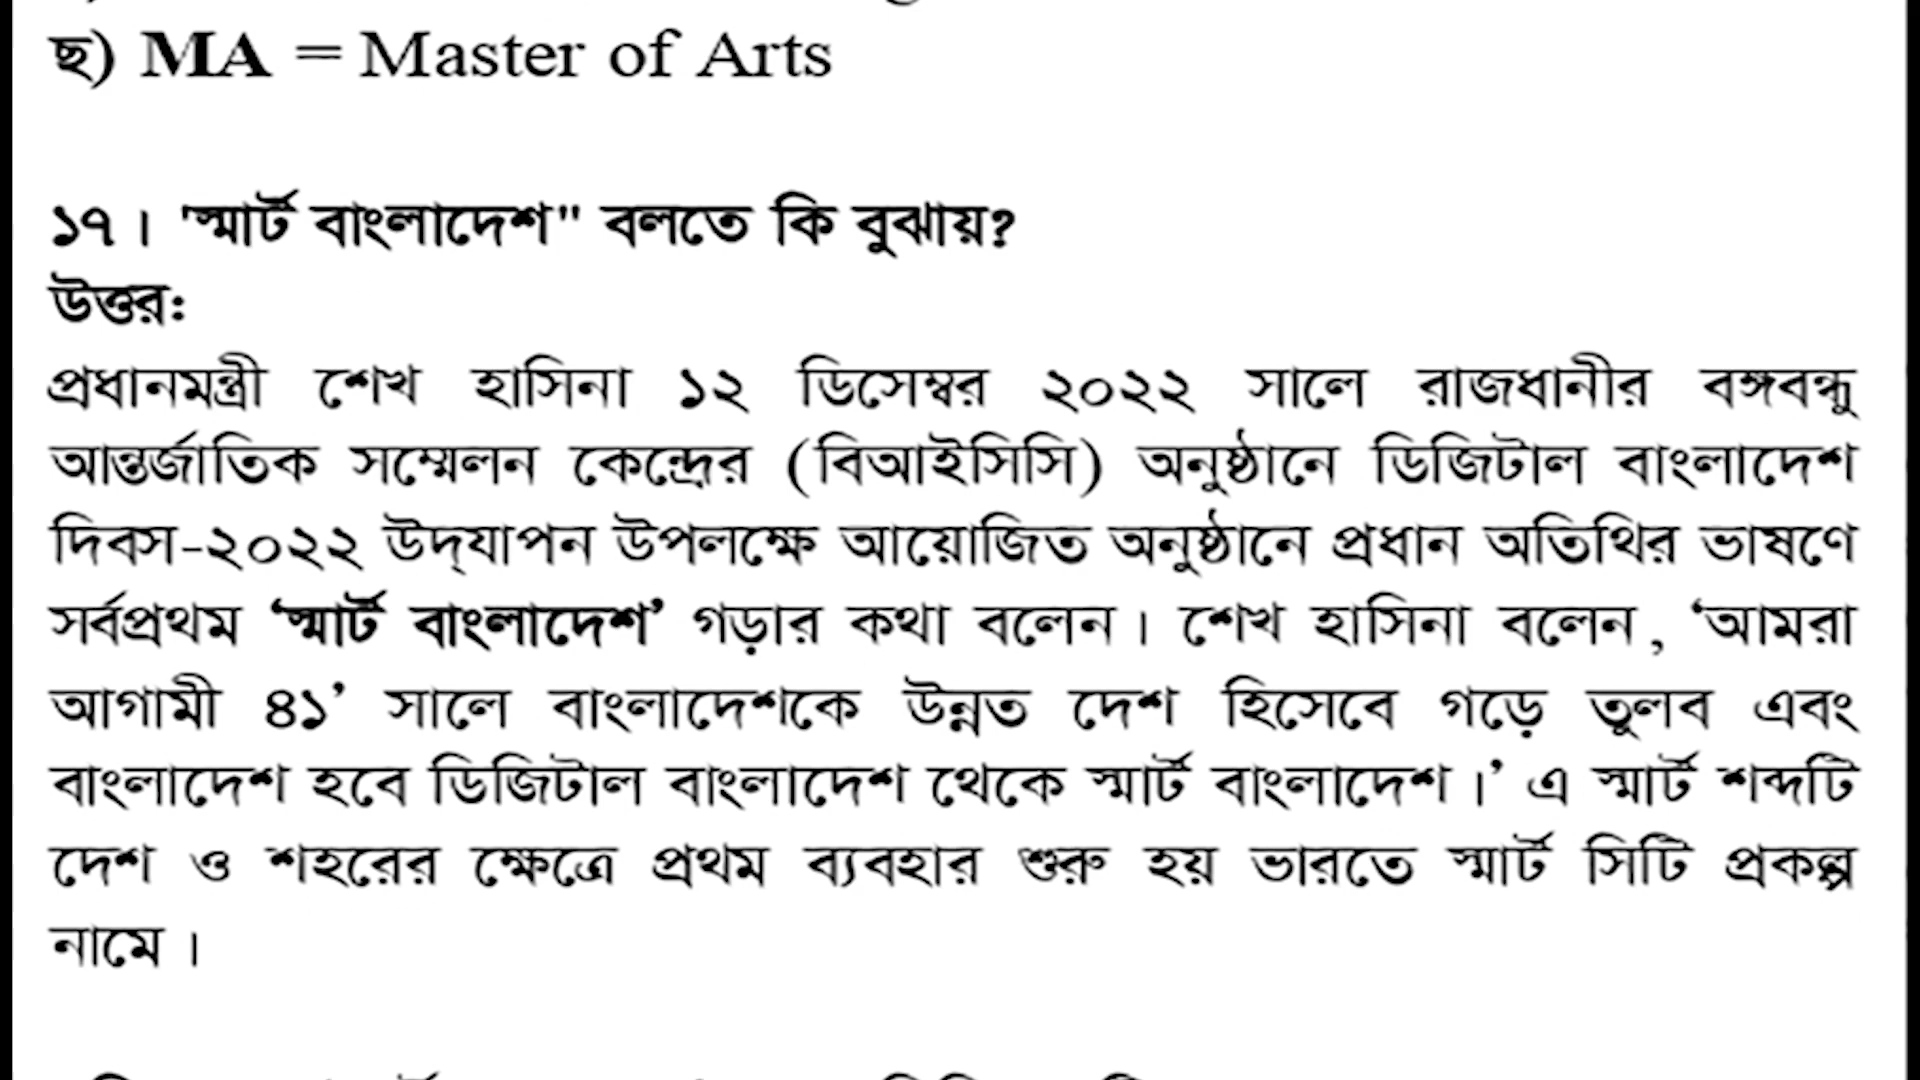 ছ) MA = Master of Arts
১৭। 'স্মার্ট বাংলাদেশ" বলতে কি বুঝায়?
উত্তর:
প্রধানমন্ত্রী শেখ হাসিনা ১২ ডিসেম্বর ২০২২ সালে রাজধানীর বঙ্গবন্ধু
আন্তর্জাতিক সম্মেলন কেন্দ্রের (বিআইসিসি) অনুষ্ঠানে ডিজিটাল বাংলাদেশ
দিবস-২০২২ উদ্‌যাপন উপলক্ষে আয়োজিত অনুষ্ঠানে প্রধান অতিথির ভাষণে
সর্বপ্রথম ‘স্মার্ট বাংলাদেশ’ গড়ার কথা বলেন। শেখ হাসিনা বলেন, ‘আমরা
আগামী ৪১’ সালে বাংলাদেশকে উন্নত দেশ হিসেবে গড়ে তুলব এবং
বাংলাদেশ হবে ডিজিটাল বাংলাদেশ থেকে স্মার্ট বাংলাদেশ।’ এ স্মার্ট শব্দটি
দেশ ও শহরের ক্ষেত্রে প্রথম ব্যবহার শুরু হয় ভারতে স্মার্ট সিটি প্রকল্প
নামে।